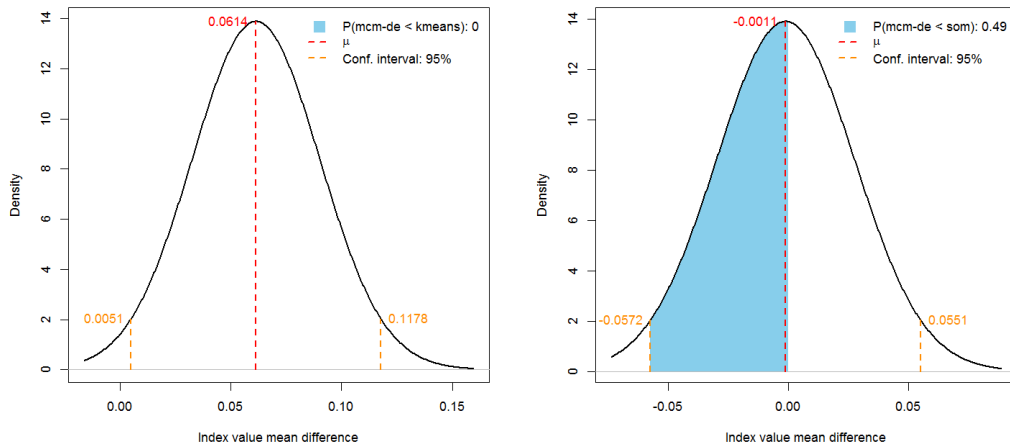 0.0614
P(mcm-de < kmeans): 0
μ
Conf. interval: 95%
0.0051
0.1178
Density
0
2
4
6
8
10
12
14
0.00
0.05
0.10
0.15
Index value mean difference
-0.0011
P(mcm-de < som): 0.49
μ
Conf. interval: 95%
-0.0572
0.0551
Density
0
2
4
6
8
10
12
14
-0.05
0.00
0.05
Index value mean difference